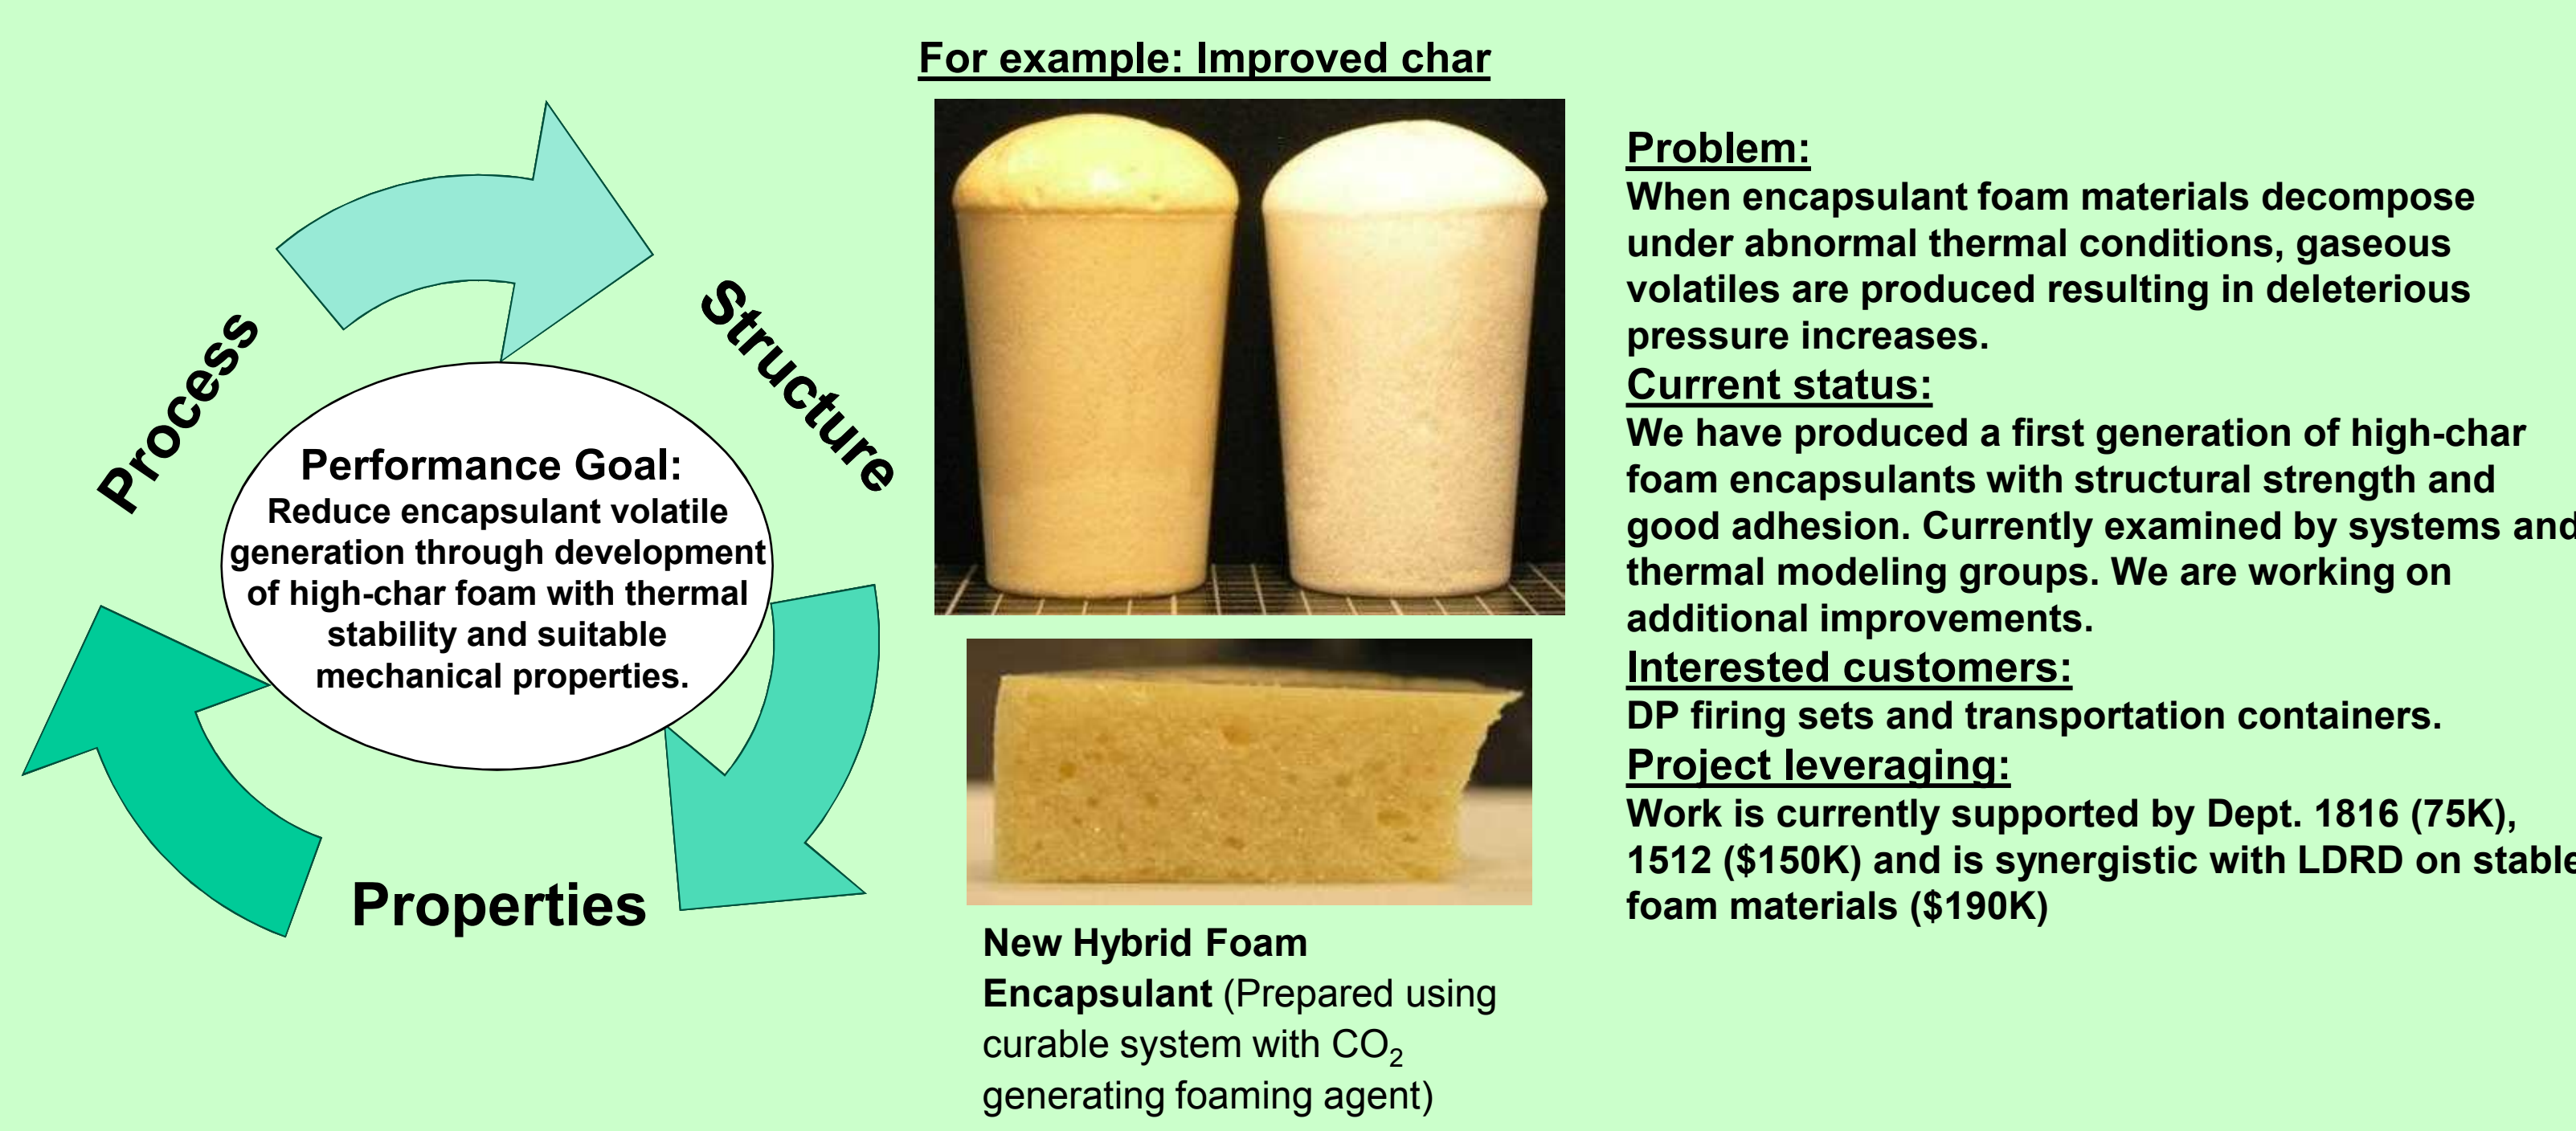 For example: Improved char
Process
Structure
Properties
Performance Goal:
Reduce encapsulant volatile
generation through development
of high-char foam with thermal
stability and suitable
mechanical properties.
New Hybrid Foam
Encapsulant (Prepared using
curable system with CO₂
generating foaming agent)
Problem:
When encapsulant foam materials decompose
under abnormal thermal conditions, gaseous
volatiles are produced resulting in deleterious
pressure increases.
Current status:
We have produced a first generation of high-char
foam encapsulants with structural strength and
good adhesion. Currently examined by systems and
thermal modeling groups. We are working on
additional improvements.
Interested customers:
DP firing sets and transportation containers.
Project leveraging:
Work is currently supported by Dept. 1816 (75K),
1512 ($150K) and is synergistic with LDRD on stable
foam materials ($190K)